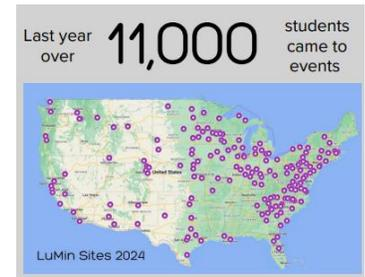 Last year
over
11,000
students
came to
events
United States
LuMin Sites 2024